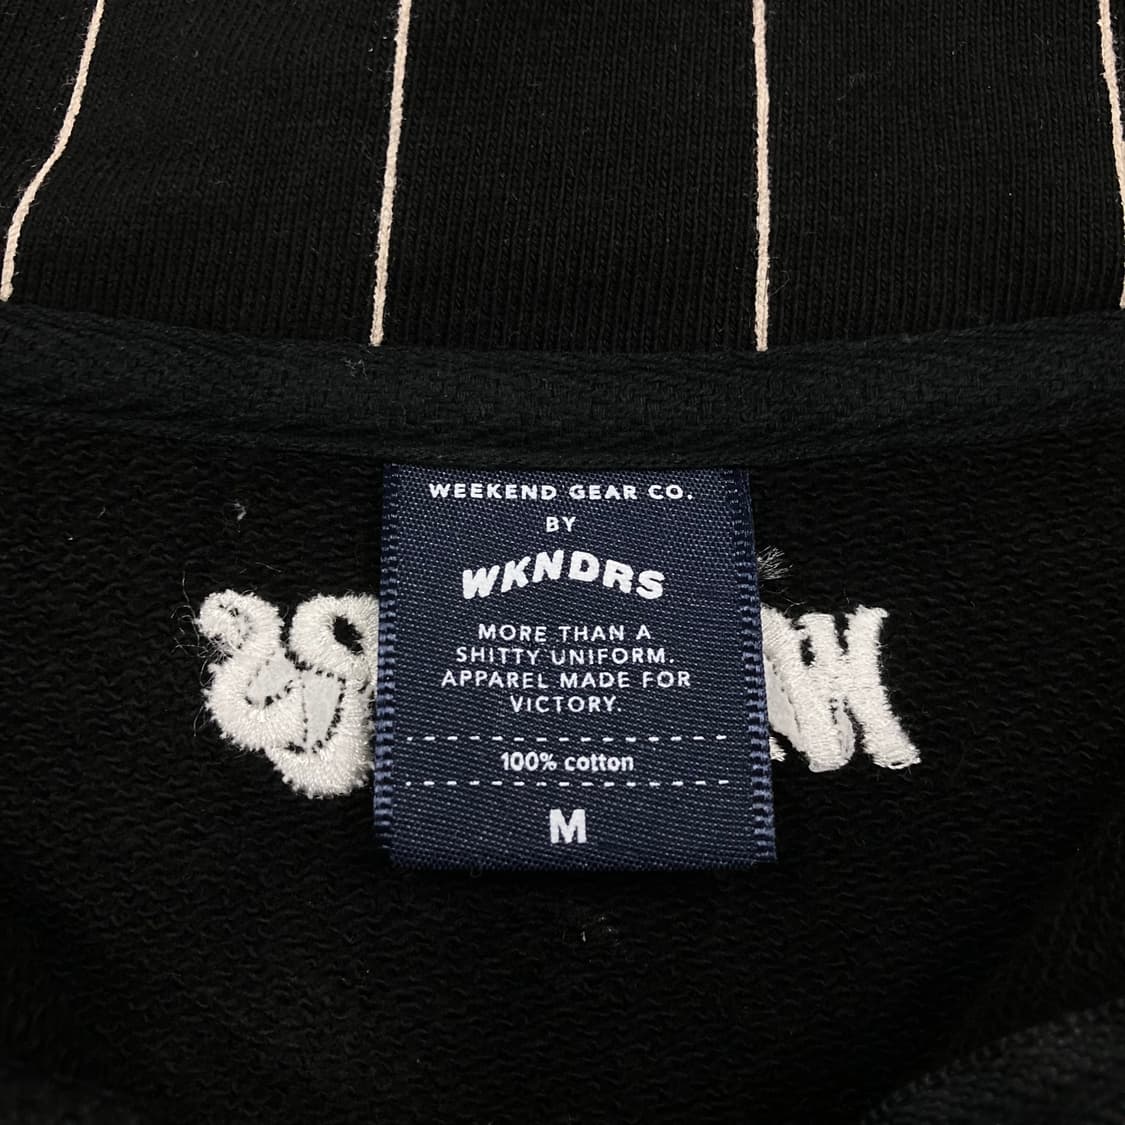 WEEKEND GEAR CO.
BY
WKNDRS
MORE THAN A
SHITTY UNIFORM.
APPAREL MADE FOR
VICTORY.
100% cotton
M